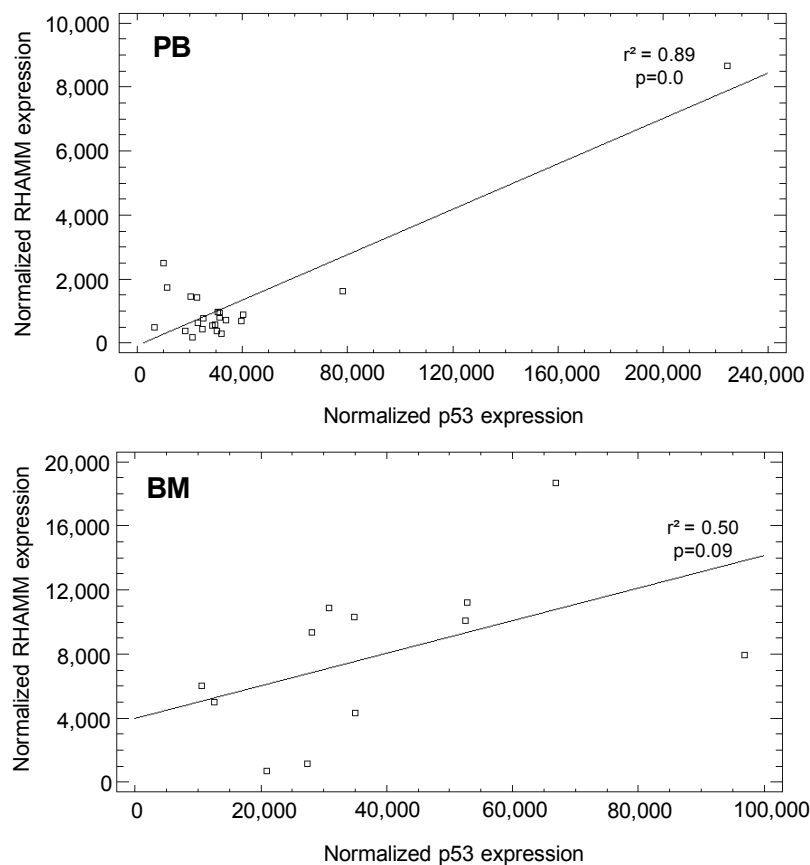 10,000
8,000
6,000
4,000
2,000
0
Normalized RHAMM expression
PB
r² = 0.89
p=0.0
0 40,000 80,000 120,000 160,000 200,000 240,000
Normalized p53 expression
20,000
16,000
12,000
8,000
4,000
0
Normalized RHAMM expression
BM
r² = 0.50
p=0.09
0 20,000 40,000 60,000 80,000 100,000
Normalized p53 expression